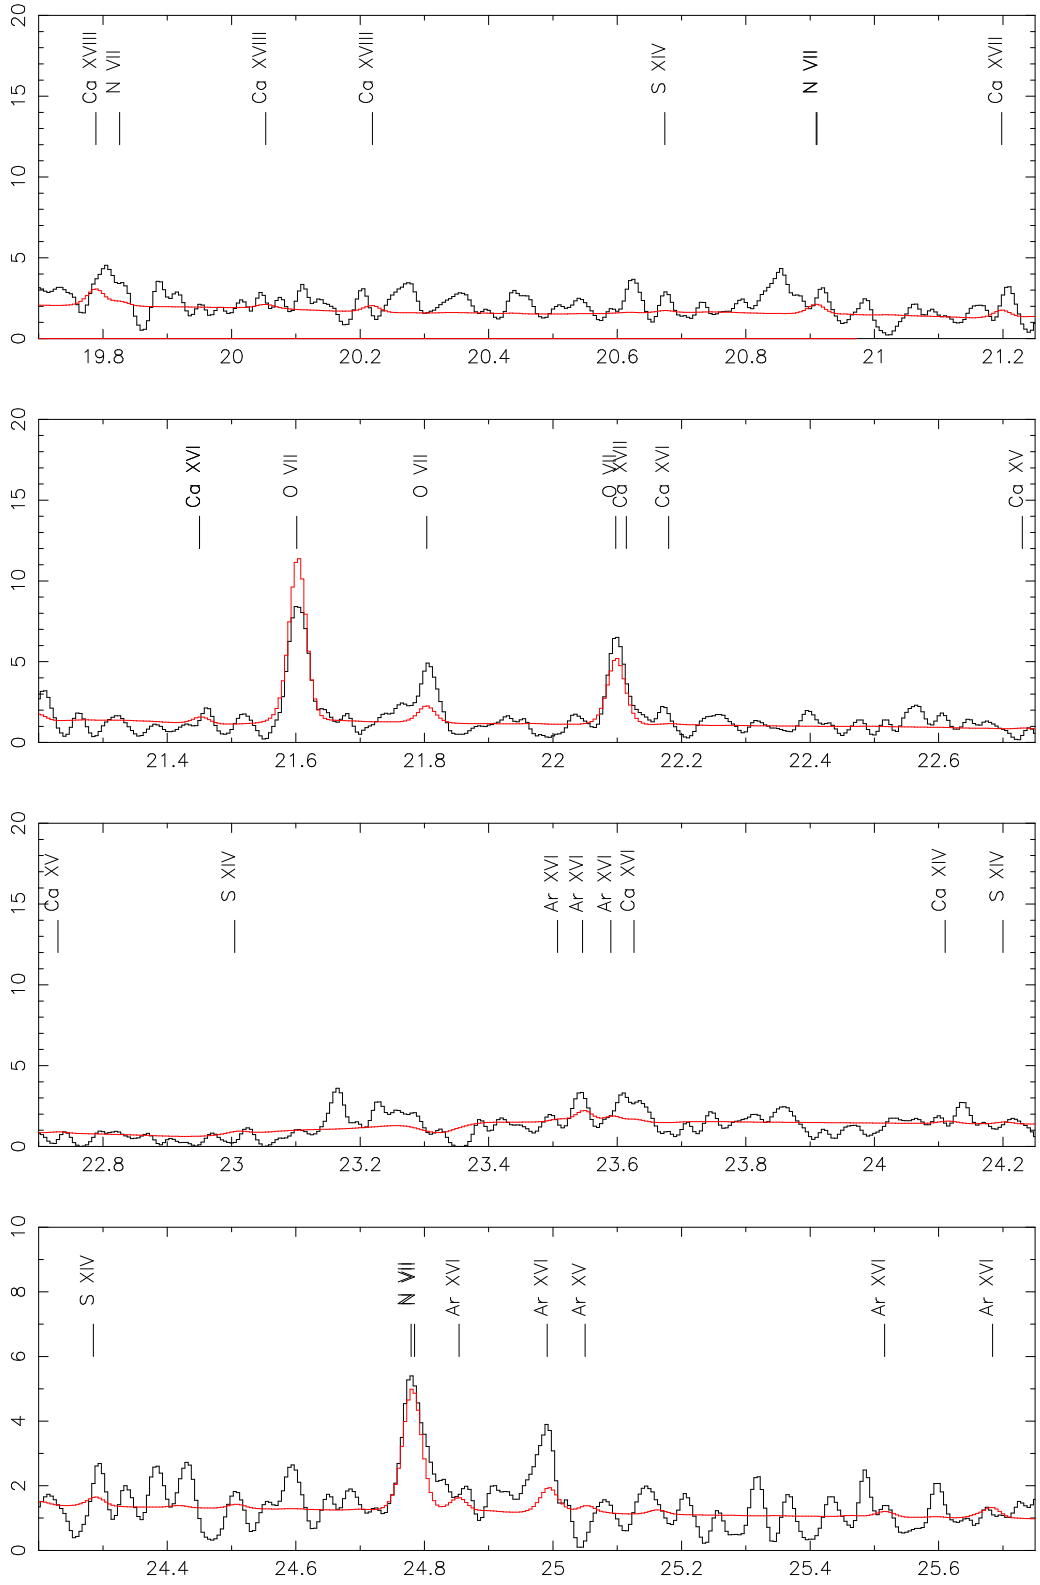 20
15
10
5
0
Ca XVIII
N VII
Ca XVIII
Ca XVIII
S XIV
N VII
Ca XVII
19.8 20 20.2 20.4 20.6 20.8 21 21.2
20
15
10
5
0
Ca XVI
O VII
O VII
O VII
Ca XVII
Ca XVI
Ca XV
21.4 21.6 21.8 22 22.2 22.4 22.6
20
15
10
5
0
Ca XV
S XIV
Ar XVI
Ar XVI
Ar XVI
Ca XVI
Ca XIV
S XIV
22.8 23 23.2 23.4 23.6 23.8 24 24.2
10
8
6
4
2
0
S XIV
N VII
N VII
Ar XVI
Ar XVI
Ar XV
Ar XVI
Ar XVI
24.4 24.6 24.8 25 25.2 25.4 25.6